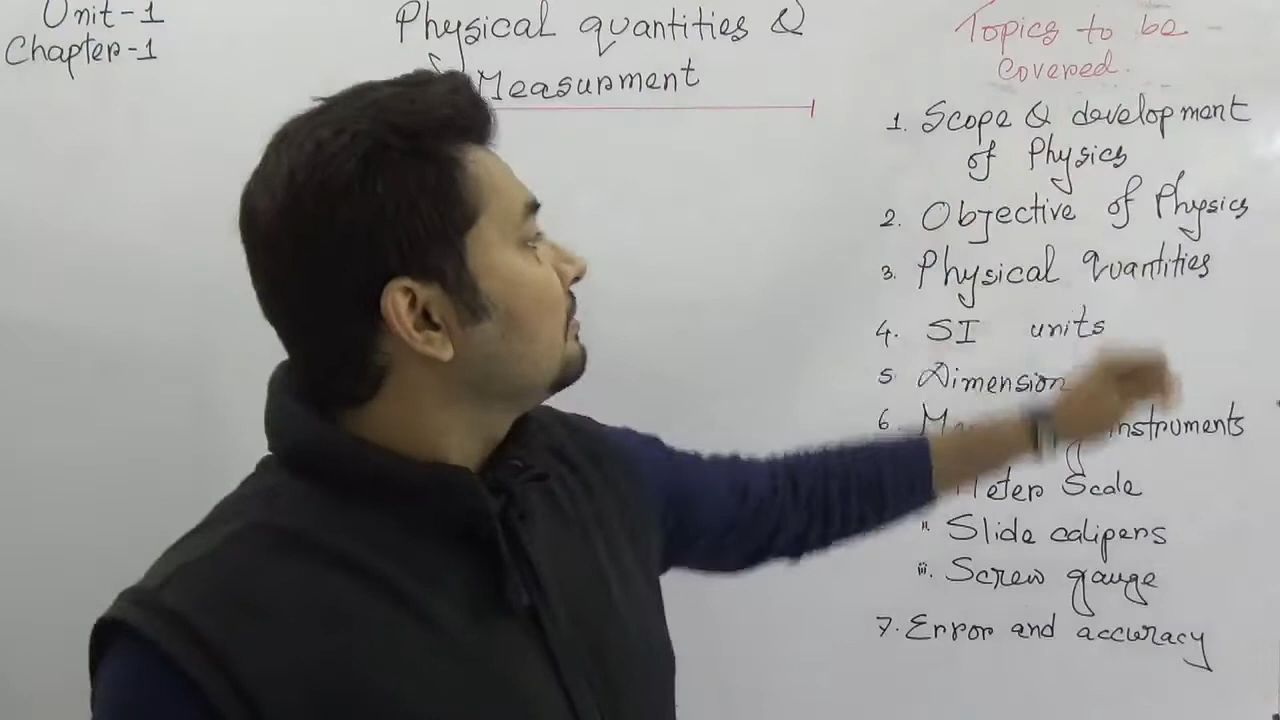 Unit-1
Chapter-1
Physical quantities &
Measurment
Topics to be
Covered.
1. Scope & development
of Physics
2. Objective of Physics
3. Physical quantities
4. SI units
5. Dimension
6. instruments
Meter Scale
ii Slide calipers
iii. Screw gauge
7. Error and accuracy